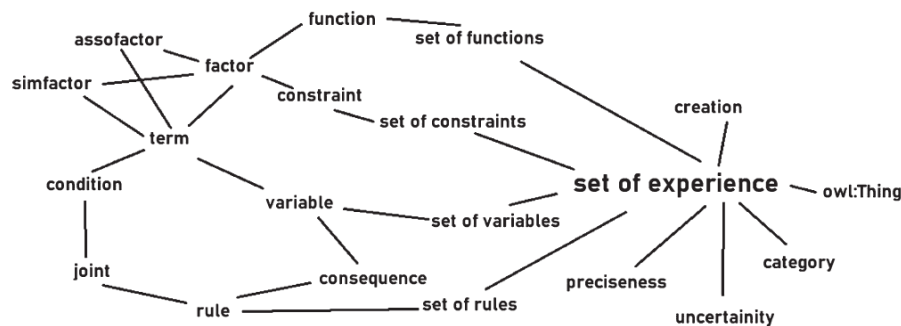 function
assofactor
set of functions
factor
simfactor
constraint
creation
set of constraints
term
condition
set of experience
owl:Thing
variable
set of variables
category
joint
consequence
preciseness
rule
set of rules
uncertainity